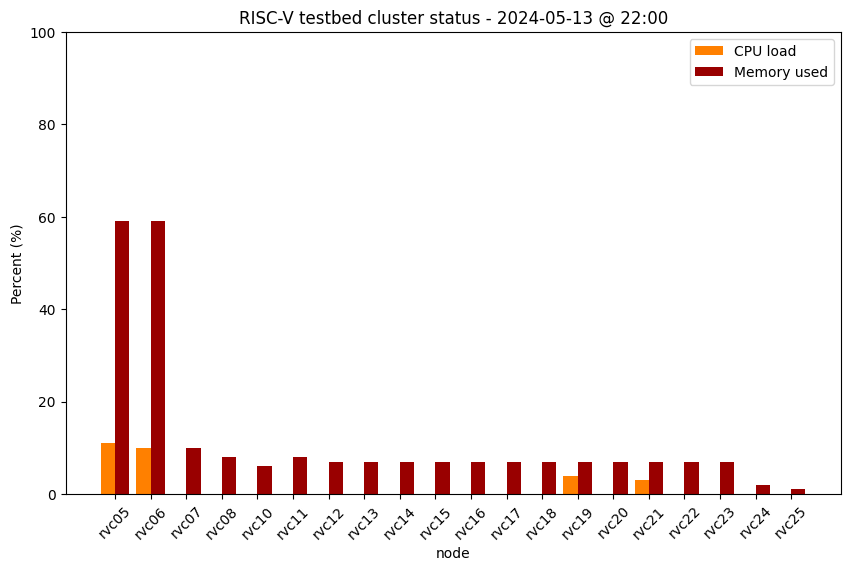 RISC-V testbed cluster status - 2024-05-13 @ 22:00
CPU load
Memory used
Percent (%)
100
80
60
40
20
0
rvc05 rvc06 rvc07 rvc08 rvc10 rvc11 rvc12 rvc13 rvc14 rvc15 rvc16 rvc17 rvc18 rvc19 rvc20 rvc21 rvc22 rvc23 rvc24 rvc25
node